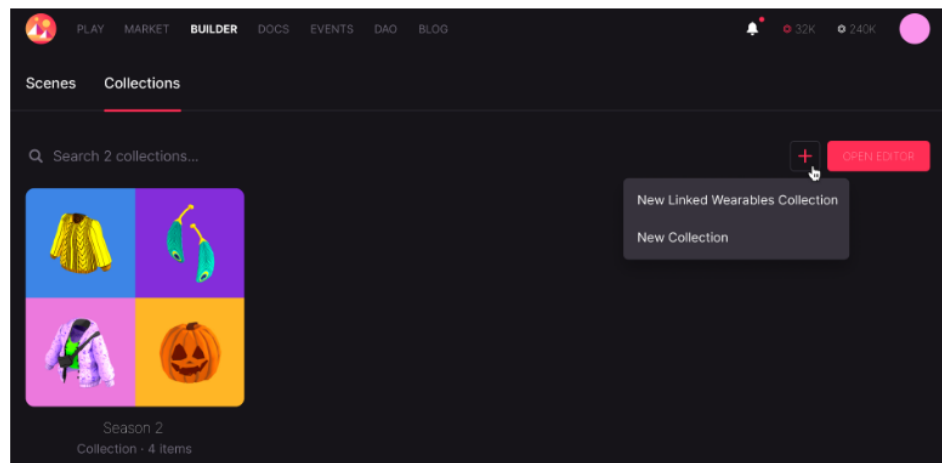 PLAY MARKET BUILDER DOCS EVENTS DAO BLOG 32K 240K
Scenes Collections
Search 2 collections...
OPEN EDITOR
New Linked Wearables Collection
New Collection
Season 2
Collection · 4 items